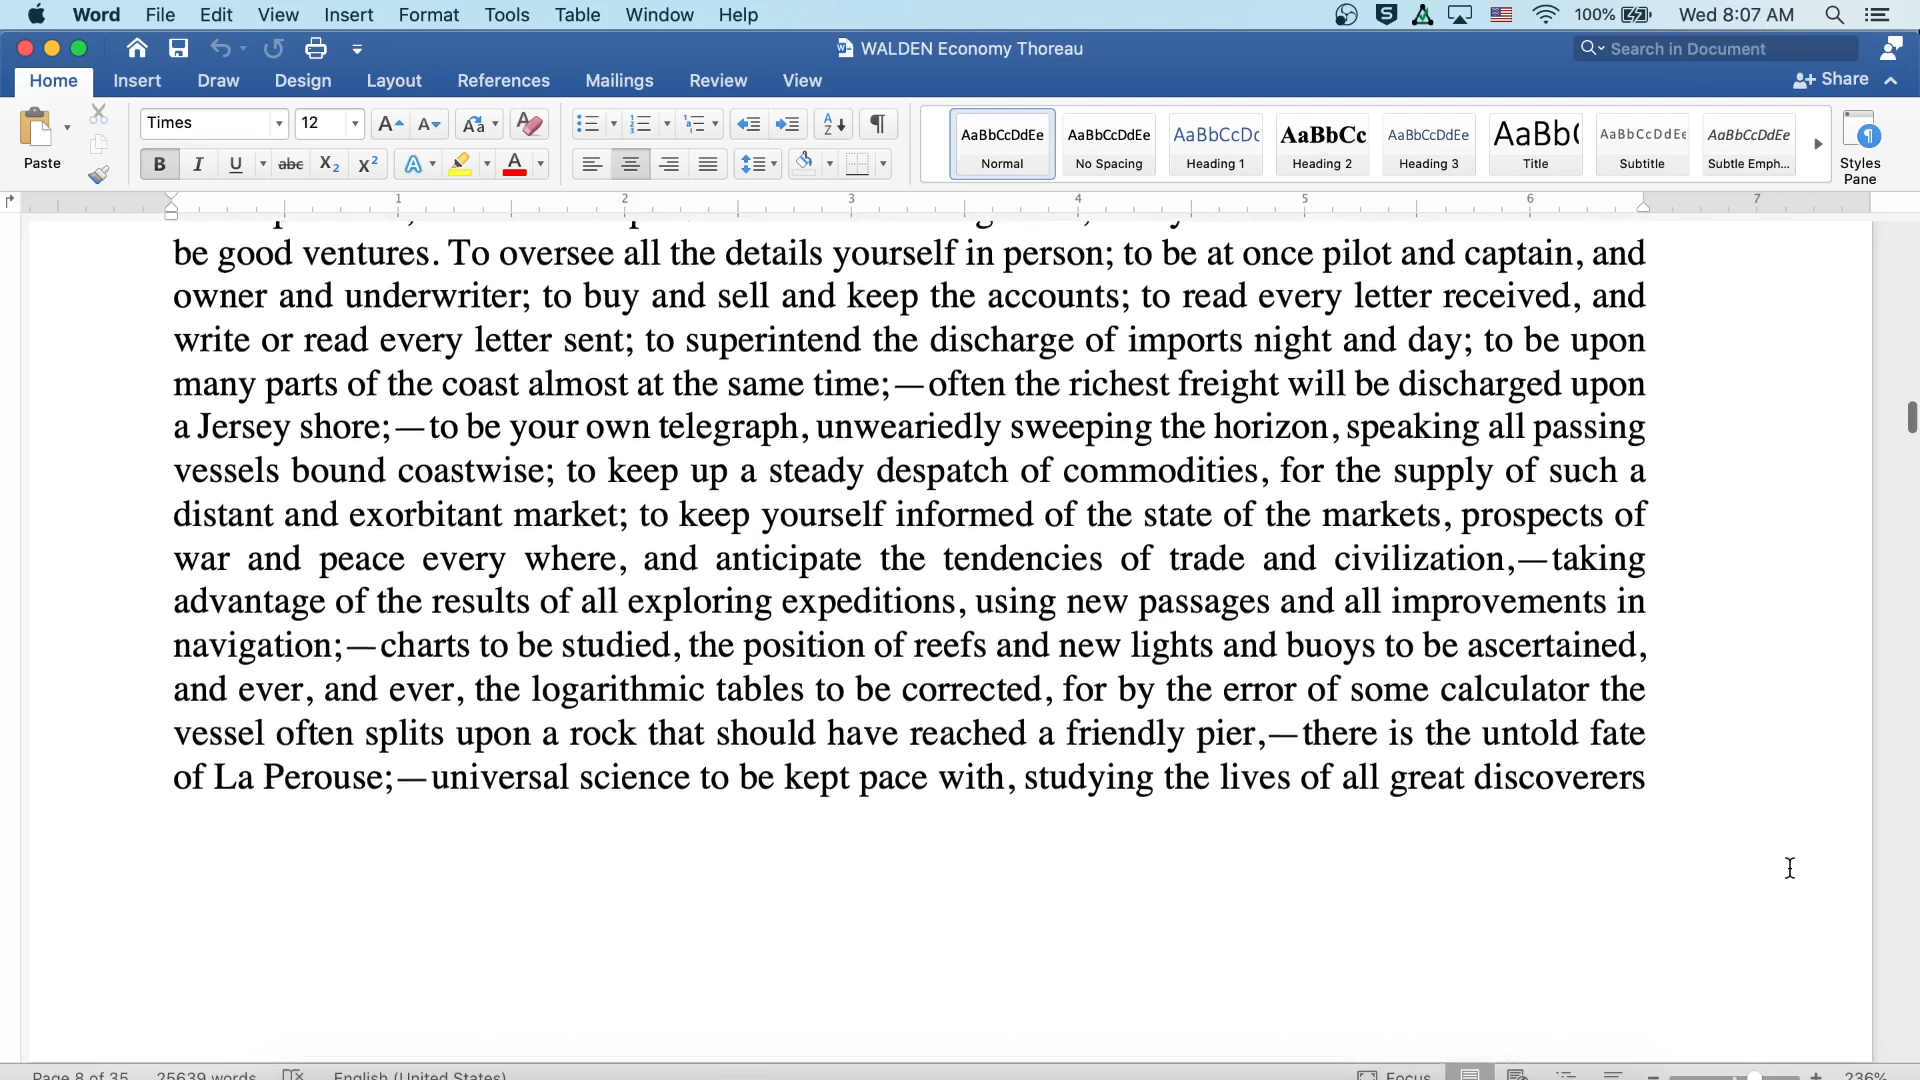 Word File Edit View Insert Format Tools Table Window Help 100% Wed 8:07 AM
WALDEN Economy Thoreau Search in Document
Home Insert Draw Design Layout References Mailings Review View Share
Times 12 AaBbCcDdEe AaBbCcDdEe AaBbCcDc AaBbCc AaBbCcDdEe AaBb( AaBbCcDdEe AaBbCcDdEe
Paste B I U abc X₂ X² A A Normal No Spacing Heading 1 Heading 2 Heading 3 Title Subtitle Subtle Emph... Styles Pane
1 2 3 4 5 6 7
be good ventures. To oversee all the details yourself in person; to be at once pilot and captain, and
owner and underwriter; to buy and sell and keep the accounts; to read every letter received, and
write or read every letter sent; to superintend the discharge of imports night and day; to be upon
many parts of the coast almost at the same time;—often the richest freight will be discharged upon
a Jersey shore;—to be your own telegraph, unweariedly sweeping the horizon, speaking all passing
vessels bound coastwise; to keep up a steady despatch of commodities, for the supply of such a
distant and exorbitant market; to keep yourself informed of the state of the markets, prospects of
war and peace every where, and anticipate the tendencies of trade and civilization,—taking
advantage of the results of all exploring expeditions, using new passages and all improvements in
navigation;—charts to be studied, the position of reefs and new lights and buoys to be ascertained,
and ever, and ever, the logarithmic tables to be corrected, for by the error of some calculator the
vessel often splits upon a rock that should have reached a friendly pier,—there is the untold fate
of La Perouse;—universal science to be kept pace with, studying the lives of all great discoverers
Page 8 of 35 25639 words English (United States) Focus 236%